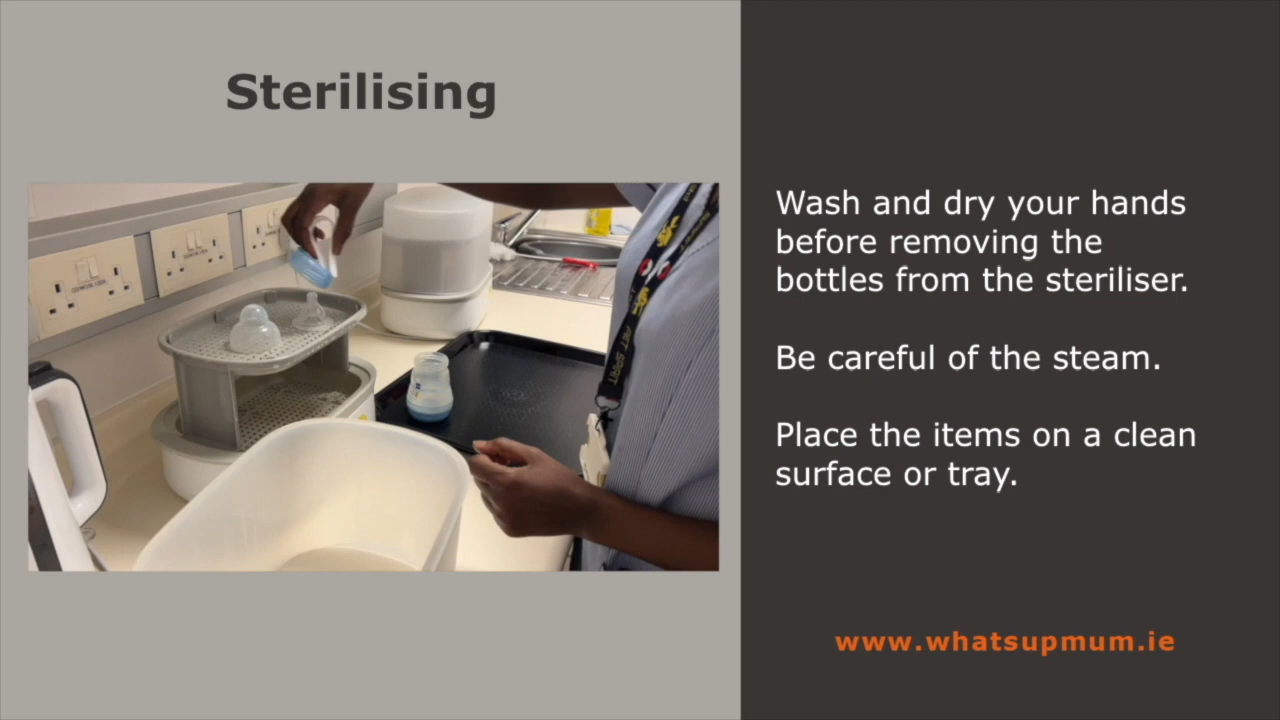 Sterilising
Wash and dry your hands
before removing the
bottles from the steriliser.
Be careful of the steam.
Place the items on a clean
surface or tray.
www.whatsupmum.ie